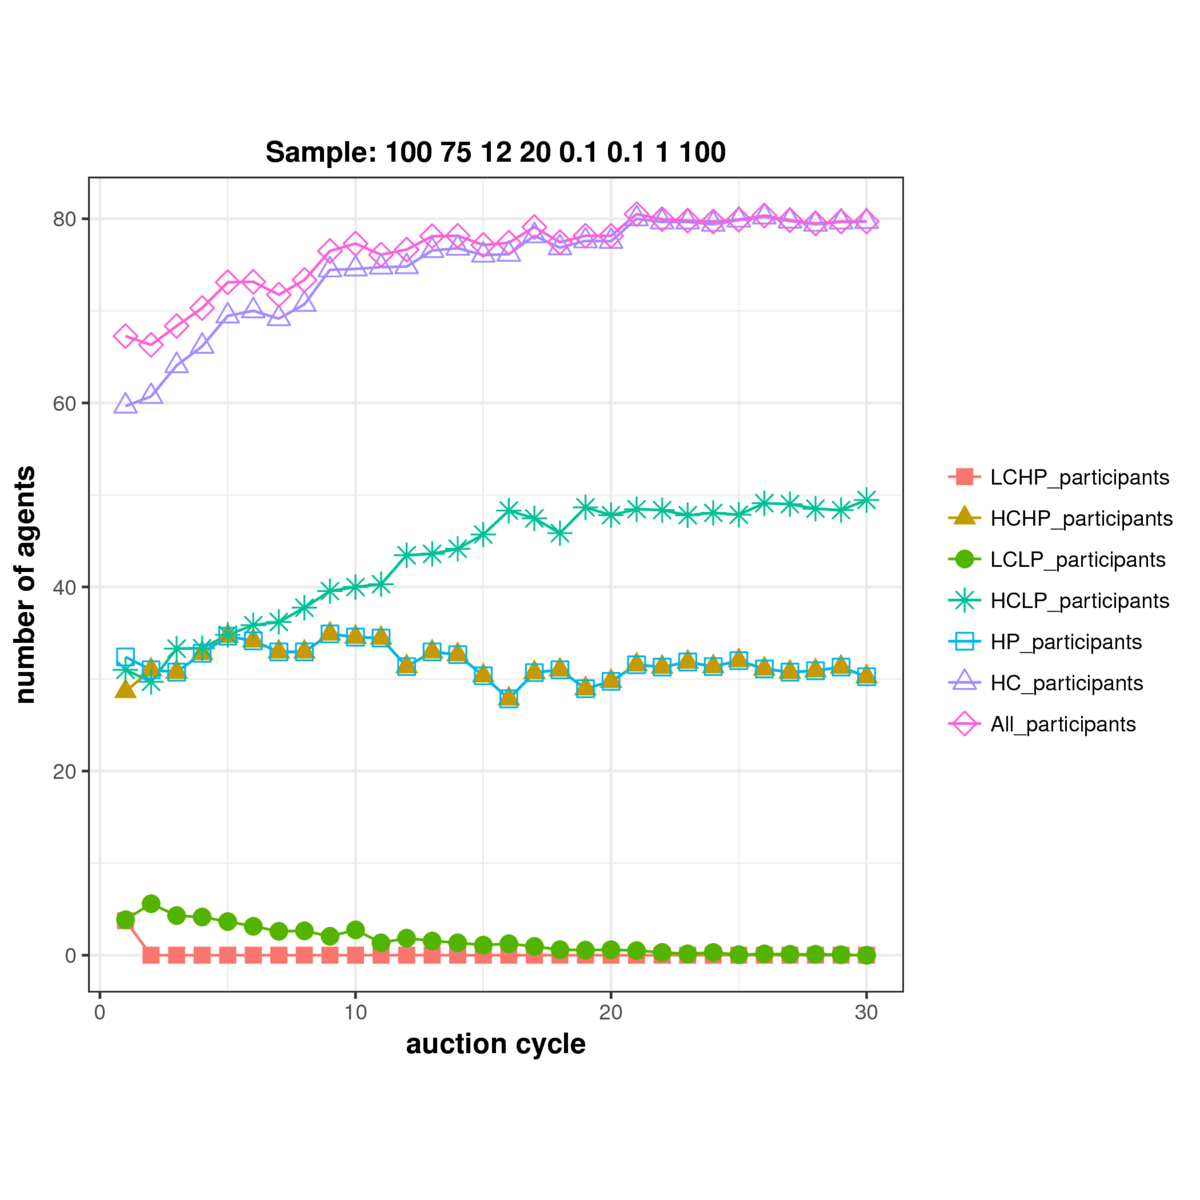 Sample: 100 75 12 20 0.1 0.1 1 100
80
60
40
20
0
number of agents
0 10 20 30
auction cycle
LCHP_participants
HCHP_participants
LCLP_participants
HCLP_participants
HP_participants
HC_participants
All_participants